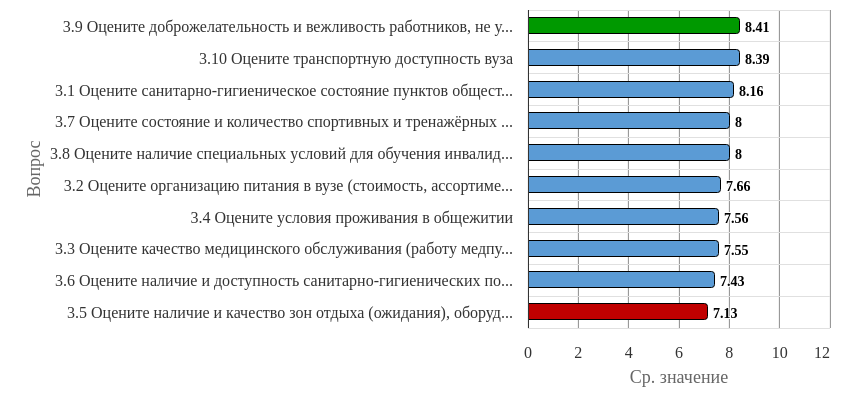 3.9 Оцените доброжелательность и вежливость работников, не у... 8.41
3.10 Оцените транспортную доступность вуза 8.39
3.1 Оцените санитарно-гигиеническое состояние пунктов общест... 8.16
3.7 Оцените состояние и количество спортивных и тренажёрных ... 8
3.8 Оцените наличие специальных условий для обучения инвалид... 8
3.2 Оцените организацию питания в вузе (стоимость, ассортиме... 7.66
3.4 Оцените условия проживания в общежитии 7.56
3.3 Оцените качество медицинского обслуживания (работу медпу... 7.55
3.6 Оцените наличие и доступность санитарно-гигиенических по... 7.43
3.5 Оцените наличие и качество зон отдыха (ожидания), оборуд... 7.13
Вопрос
0 2 4 6 8 10 12
Ср. значение